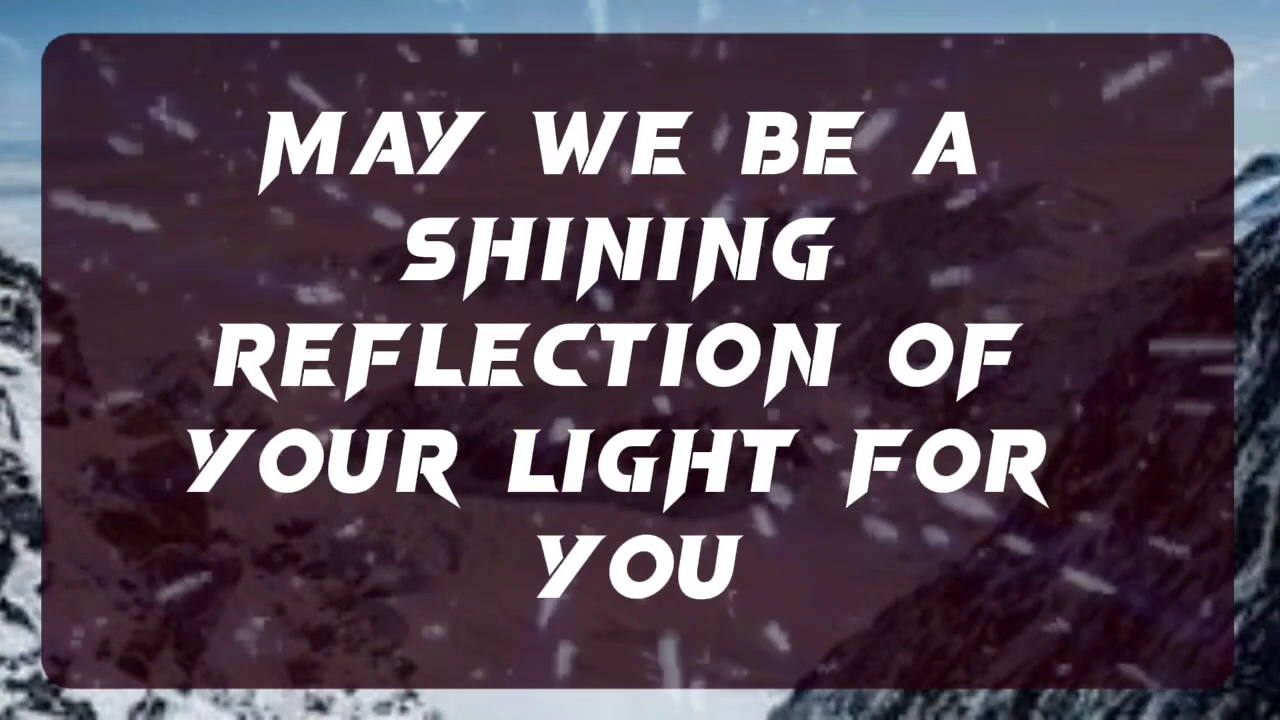 MAY WE BE A
SHINING
REFLECTION OF
YOUR LIGHT FOR
YOU